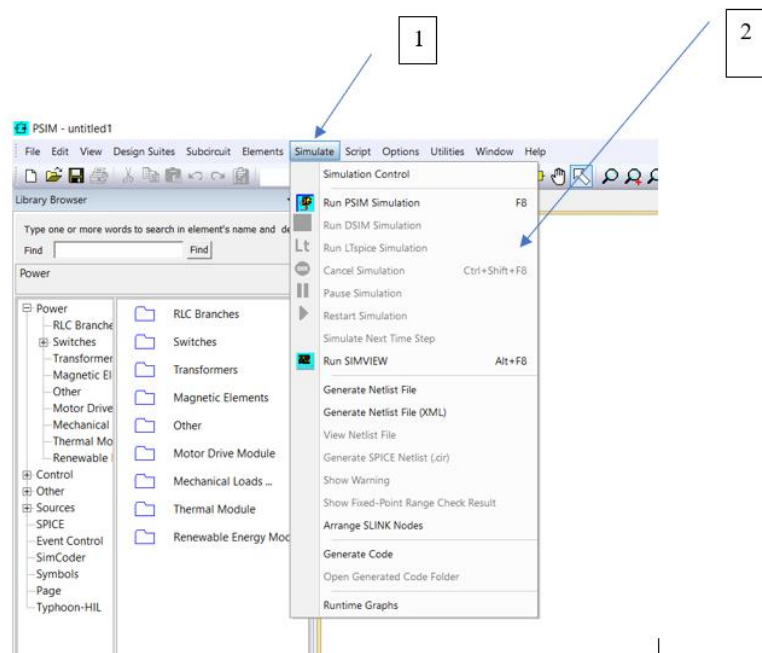 1
2
PSIM - untitled1
File Edit View Design Suites Subcircuit Elements Simulate Script Options Utilities Window Help
Library Browser
Type one or more words to search in element's name and de
Find Find
Power
Power
RLC Branche
Switches
Transformer
Magnetic El
Other
Motor Drive
Mechanical
Thermal Mo
Renewable
Control
Other
Sources
SPICE
Event Control
SimCoder
Symbols
Page
Typhoon-HIL
RLC Branches
Switches
Transformers
Magnetic Elements
Other
Motor Drive Module
Mechanical Loads ...
Thermal Module
Renewable Energy Moc
Simulation Control
Run PSIM Simulation F8
Run DSIM Simulation
Lt Run LTspice Simulation
Cancel Simulation Ctrl+Shift+F8
Pause Simulation
Restart Simulation
Simulate Next Time Step
Run SIMVIEW Alt+F8
Generate Netlist File
Generate Netlist File (XML)
View Netlist File
Generate SPICE Netlist (.cir)
Show Warning
Show Fixed-Point Range Check Result
Arrange SLINK Nodes
Generate Code
Open Generated Code Folder
Runtime Graphs